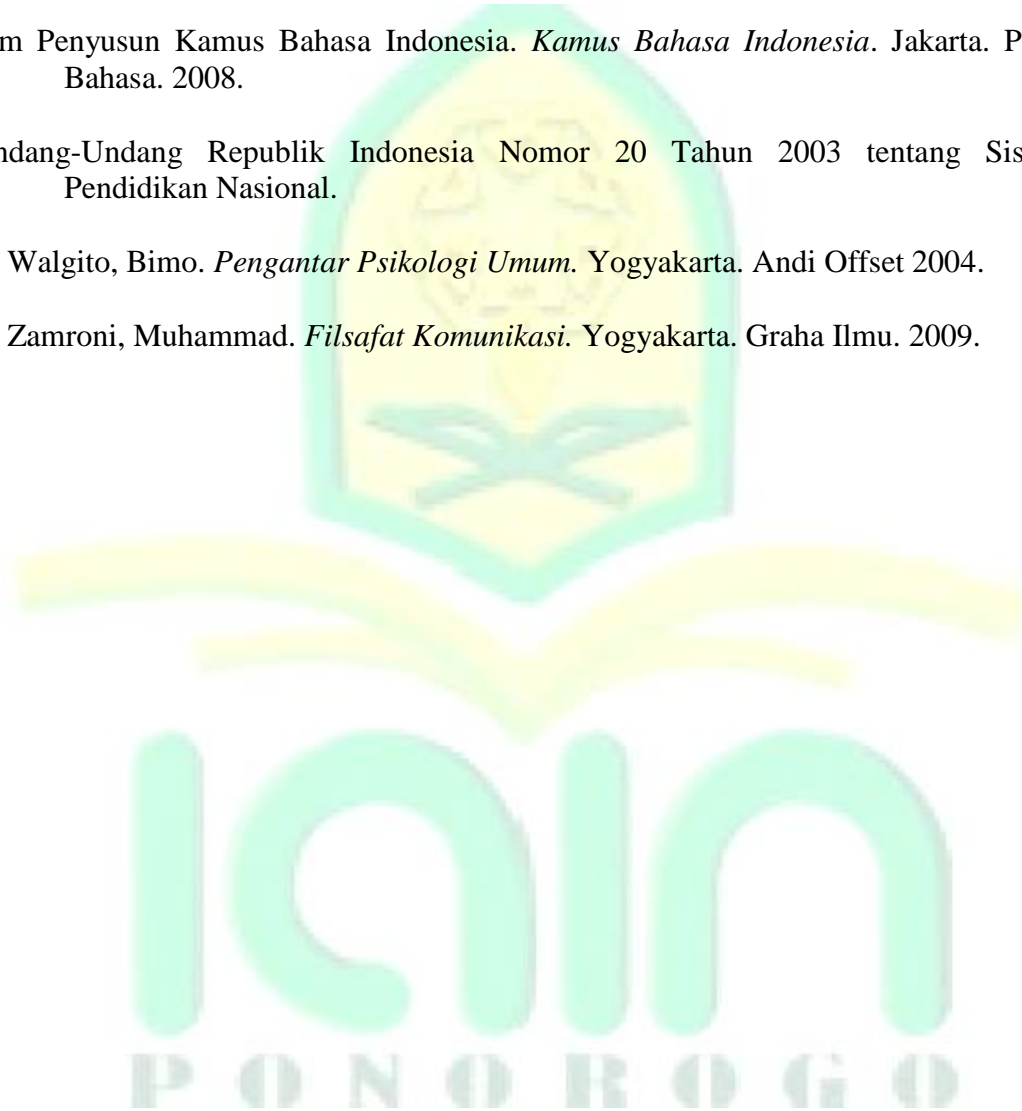 m Penyusun Kamus Bahasa Indonesia. Kamus Bahasa Indonesia. Jakarta. P
Bahasa. 2008.
ndang-Undang Republik Indonesia Nomor 20 Tahun 2003 tentang Sis
Pendidikan Nasional.
Walgito, Bimo. Pengantar Psikologi Umum. Yogyakarta. Andi Offset 2004.
Zamroni, Muhammad. Filsafat Komunikasi. Yogyakarta. Graha Ilmu. 2009.
iain
PONOROGO